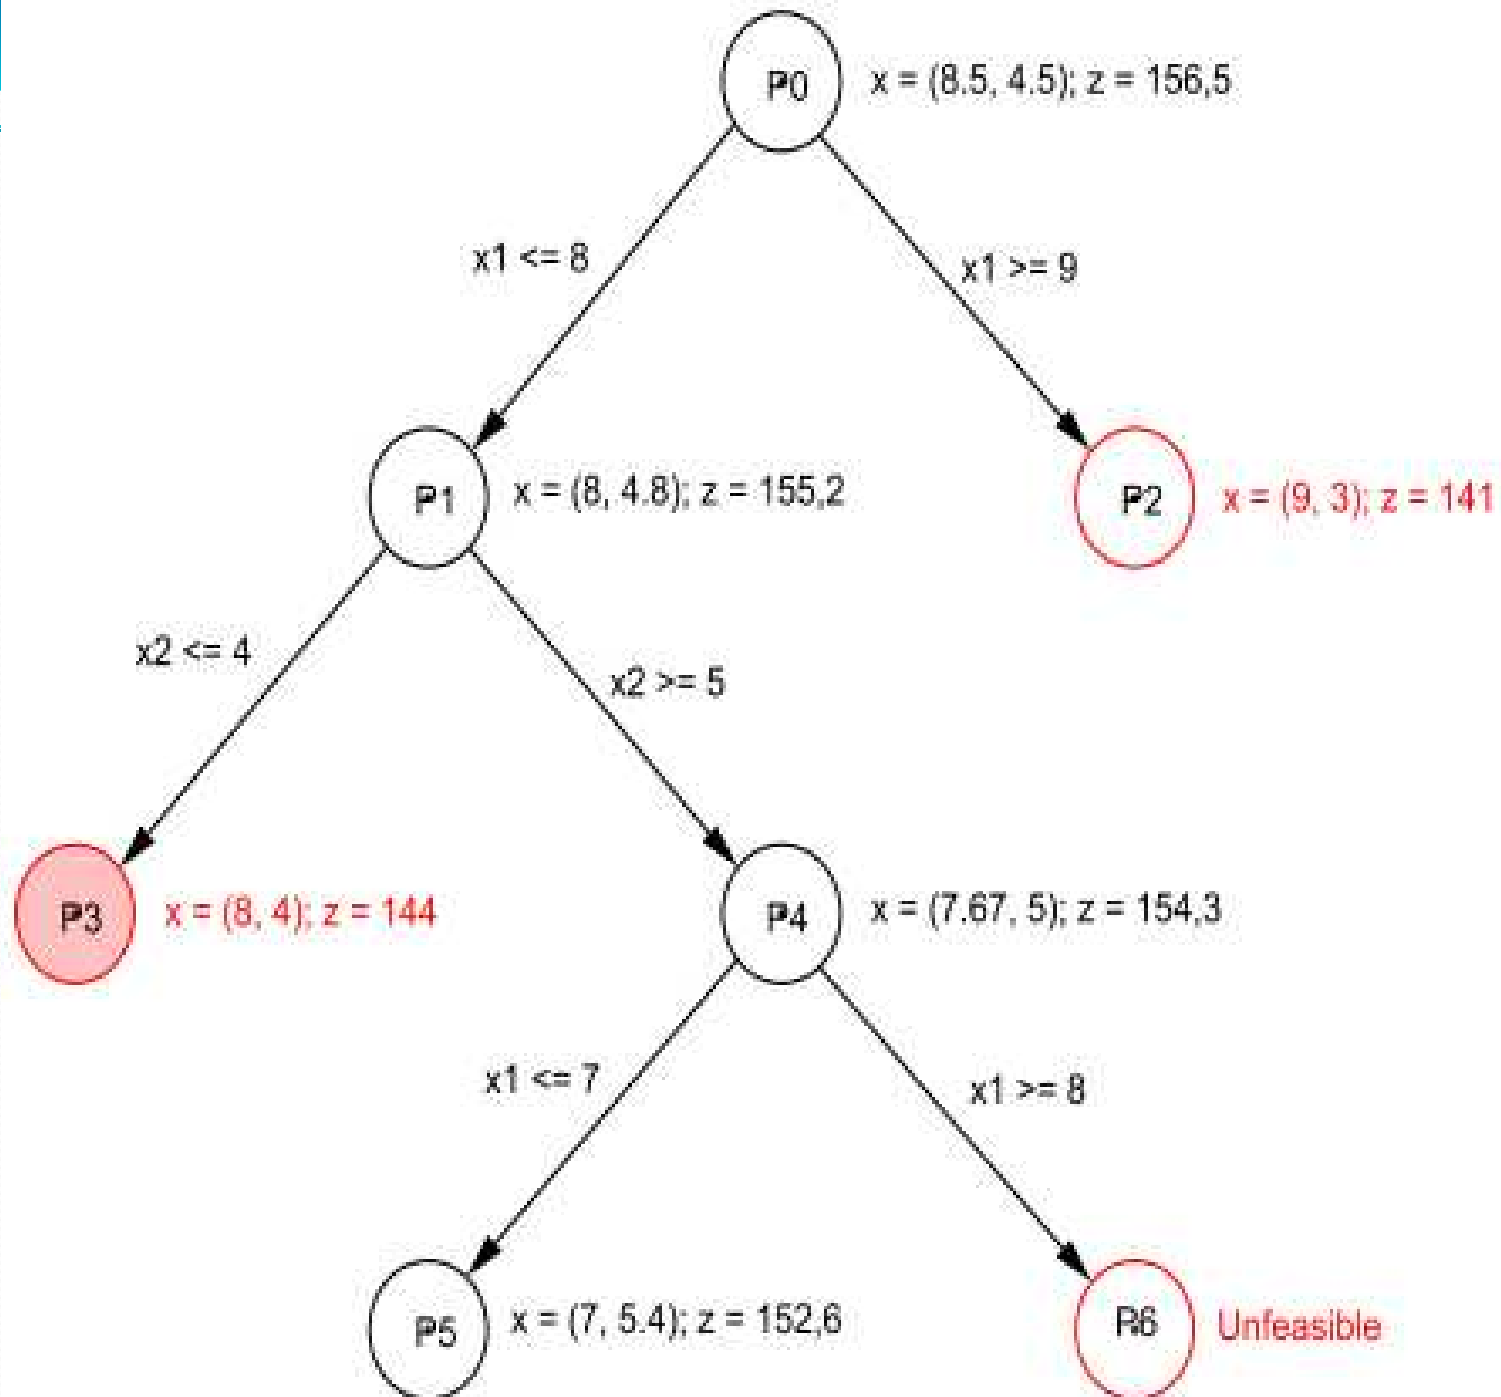 P0 x = (8.5, 4.5); z = 156,5
x1 <= 8
x1 >= 9
P1 x = (8, 4.8); z = 155,2
P2 x = (9, 3); z = 141
x2 <= 4
x2 >= 5
P3 x = (8, 4); z = 144
P4 x = (7.67, 5); z = 154,3
x1 <= 7
x1 >= 8
P5 x = (7, 5.4); z = 152,6
R6 Unfeasible